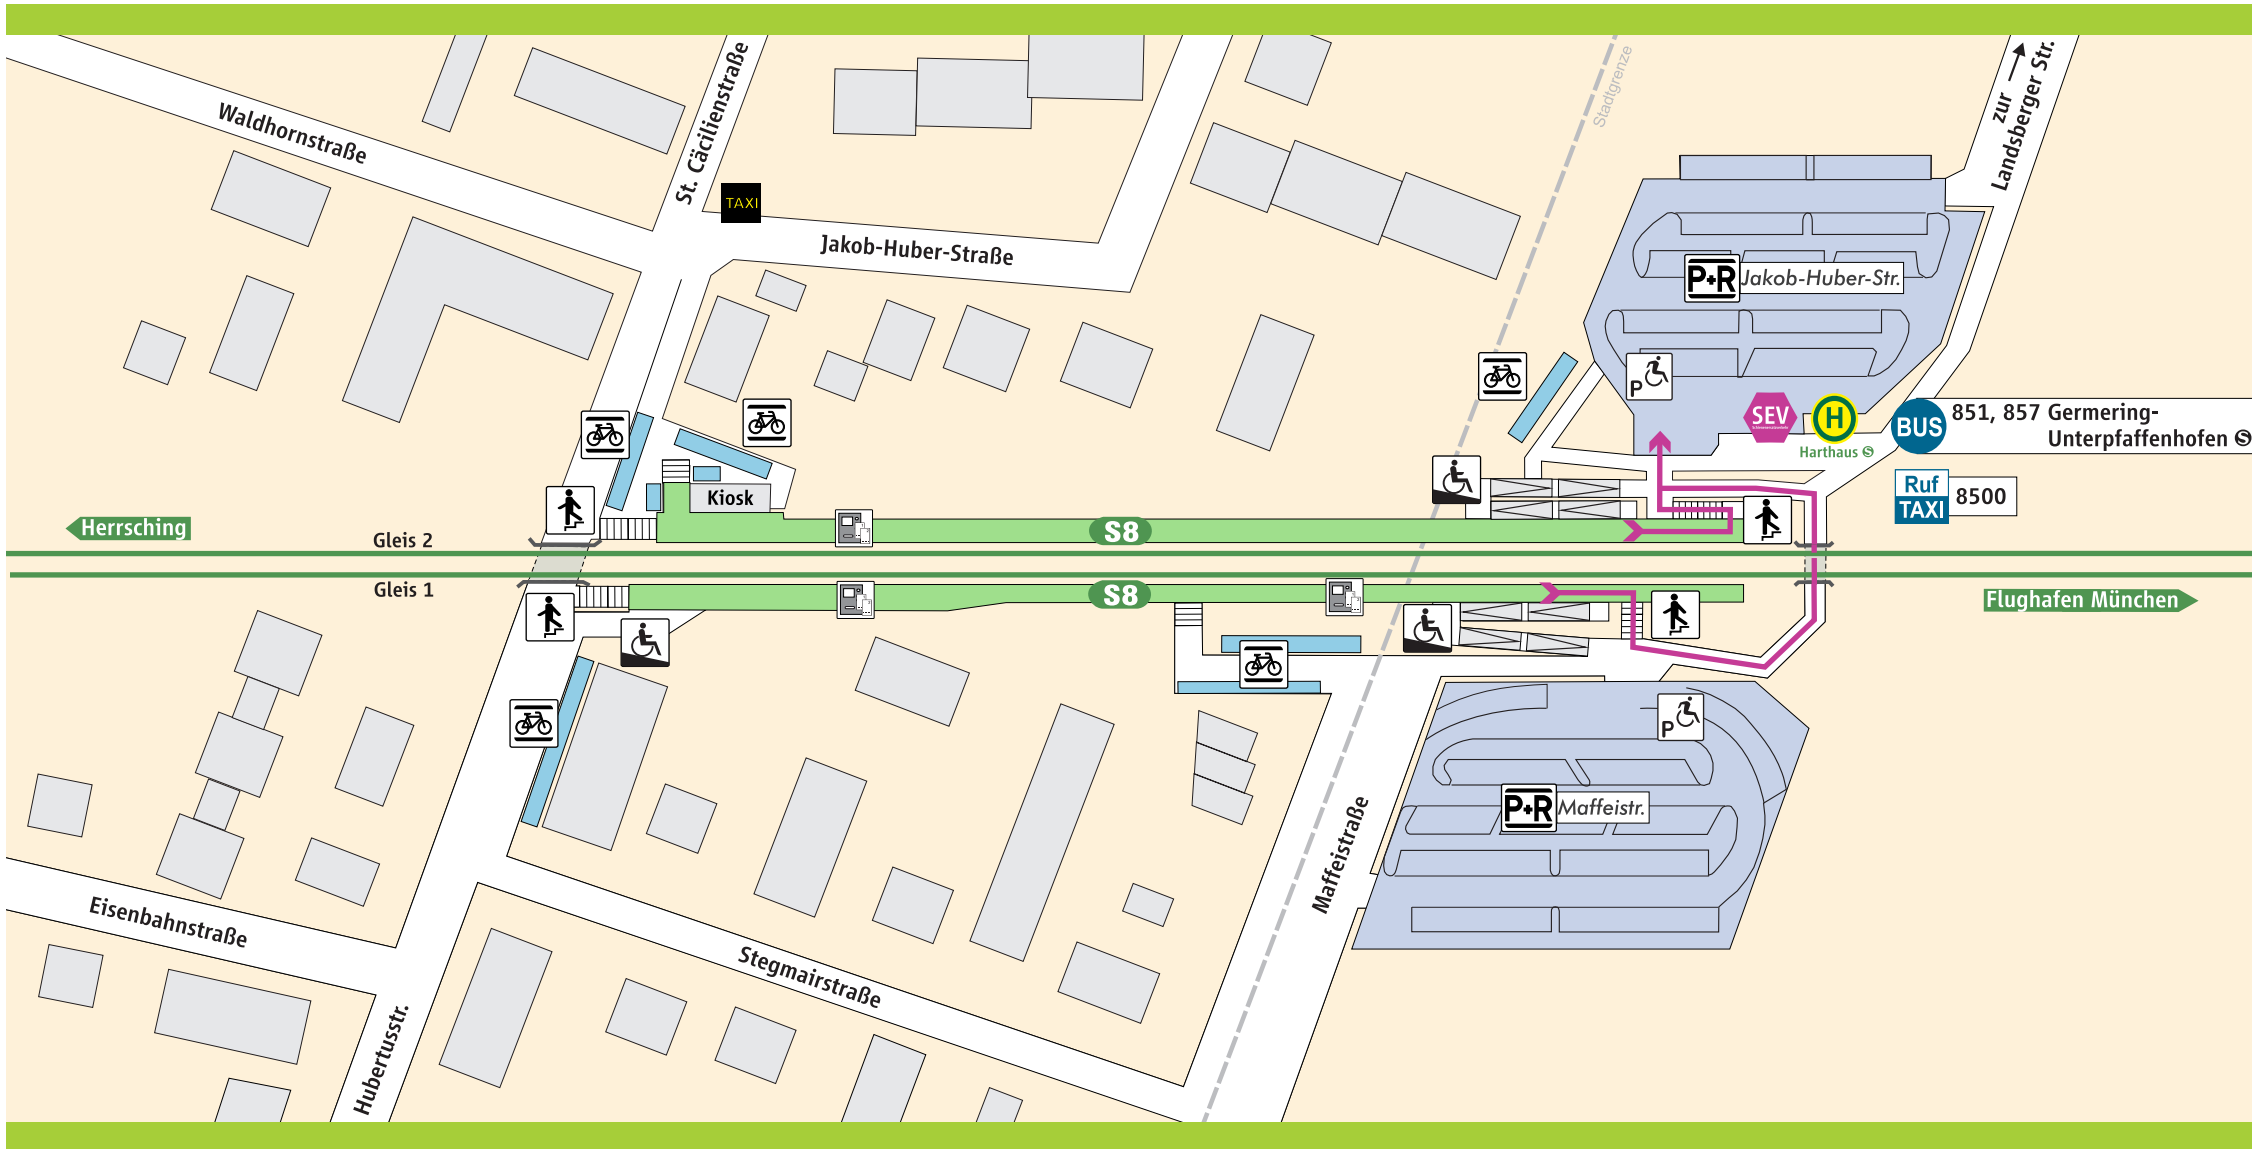 Waldhornstraße
St. Cäcilienstraße
TAXI
Jakob-Huber-Straße
Stadtgrenze
zur
Landsberger Str.
P+R Jakob-Huber-Str.
P
SEV
H
Harthaus S
BUS
851, 857 Germering-
Unterpfaffenhofen S
Ruf
TAXI
8500
Kiosk
Herrsching
Gleis 2
S8
Gleis 1
S8
Flughafen München
P
P+R Maffeistr.
Maffeistraße
Eisenbahnstraße
Stegmairstraße
Hubertusstr.